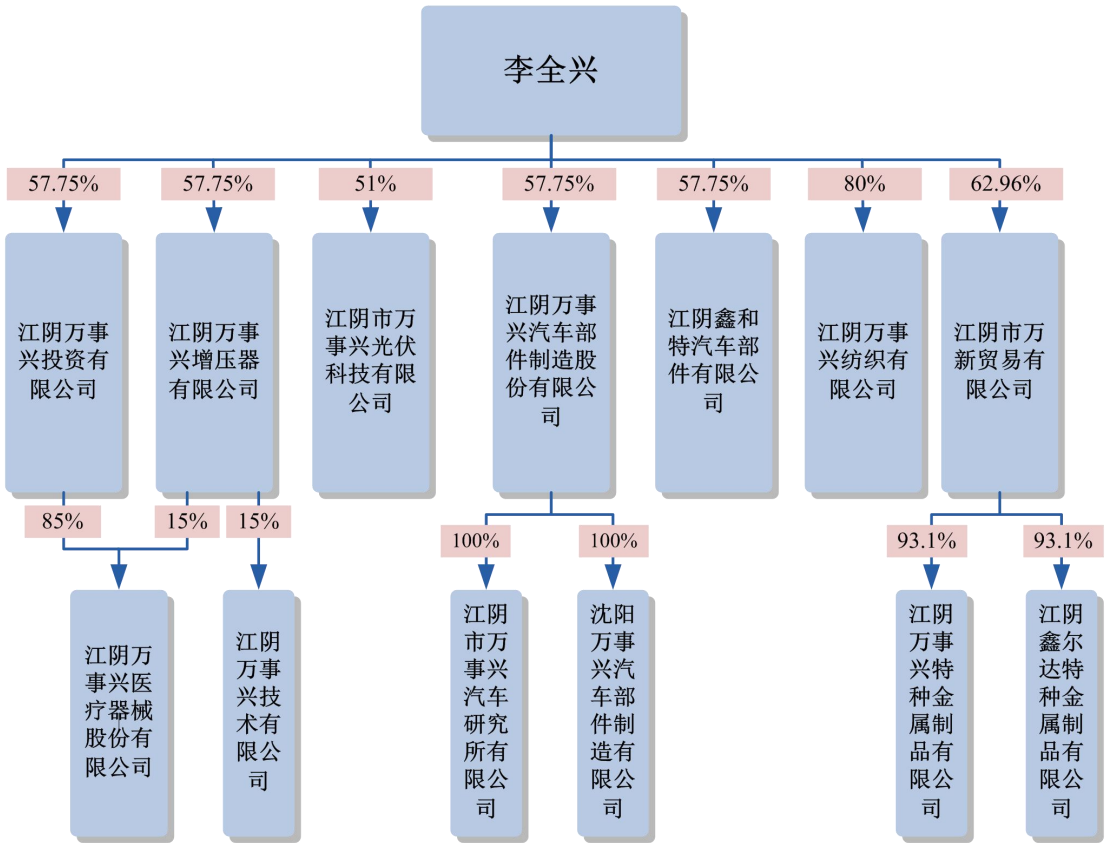 李全兴
57.75%
57.75%
51%
57.75%
57.75%
80%
62.96%
江阴万事
兴投资有
限公司
江阴万事
兴增压器
有限公司
江阴市万
事兴光伏
科技有限
公司
江阴万事
兴汽车部
件制造股
份有限公
司
江阴鑫和
特汽车部
件有限公
司
江阴万事
兴纺织有
限公司
江阴市万
新贸易有
限公司
85%
15%
15%
100%
100%
93.1%
93.1%
江阴万
事兴医
疗器械
股份有
限公司
江阴
万事
兴技
术有
限公
司
江阴
市万
事兴
汽车
研究
所有
限公
司
沈阳
万事
兴汽
车部
件制
造有
限公
司
江阴
万事
兴特
种金
属制
品有
限公
司
江阴
鑫尔
达特
种金
属制
品有
限公
司